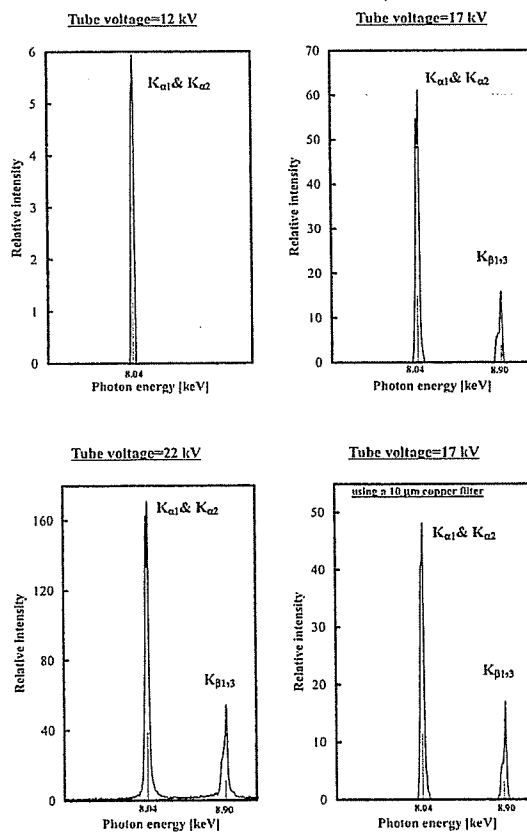 Tube voltage=12 kV
6
5
4
3
2
1
0
Relative intensity
Kα1& Kα2
8.04
Photon energy [keV]
Tube voltage=17 kV
70
60
50
40
30
20
10
0
Relative intensity
Kα1 & Kα2
Kβ1,3
8.04
8.90
Photon energy [keV]
Tube voltage=22 kV
160
120
80
40
0
Relative Intensity
Kα1& Kα2
Kβ1,3
8.04
8.90
Photon energy [keV]
Tube voltage=17 kV
using a 10 μm copper filter
50
40
30
20
10
0
Relative intensity
Kα1 & Kα2
Kβ1,3
8.04
8.90
Photon energy [keV]